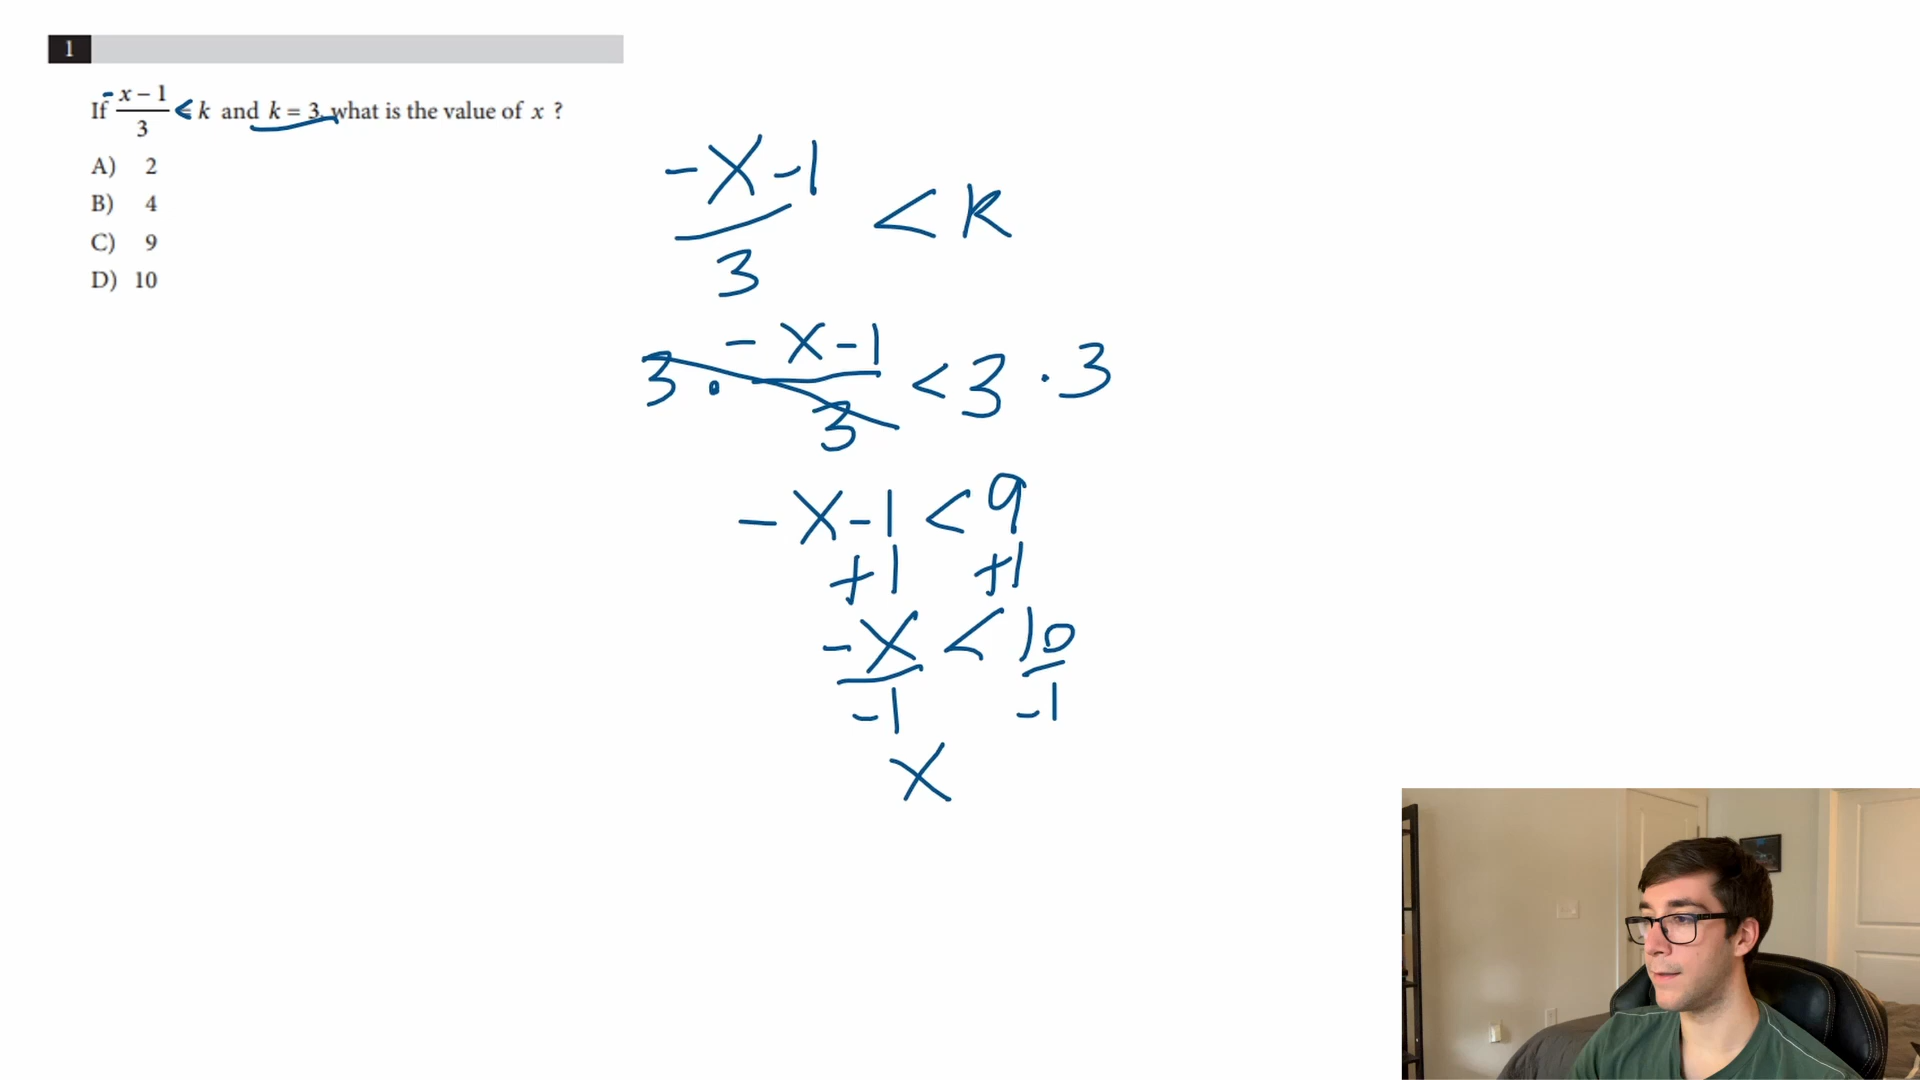 1
If -x – 1 / 3 < k and k = 3, what is the value of x ?
A) 2
B) 4
C) 9
D) 10
-x-1 / 3 < k
3 · -x-1 / 3 < 3 · 3
-x-1 < 9
+1 +1
-x < 10
-1 -1
x